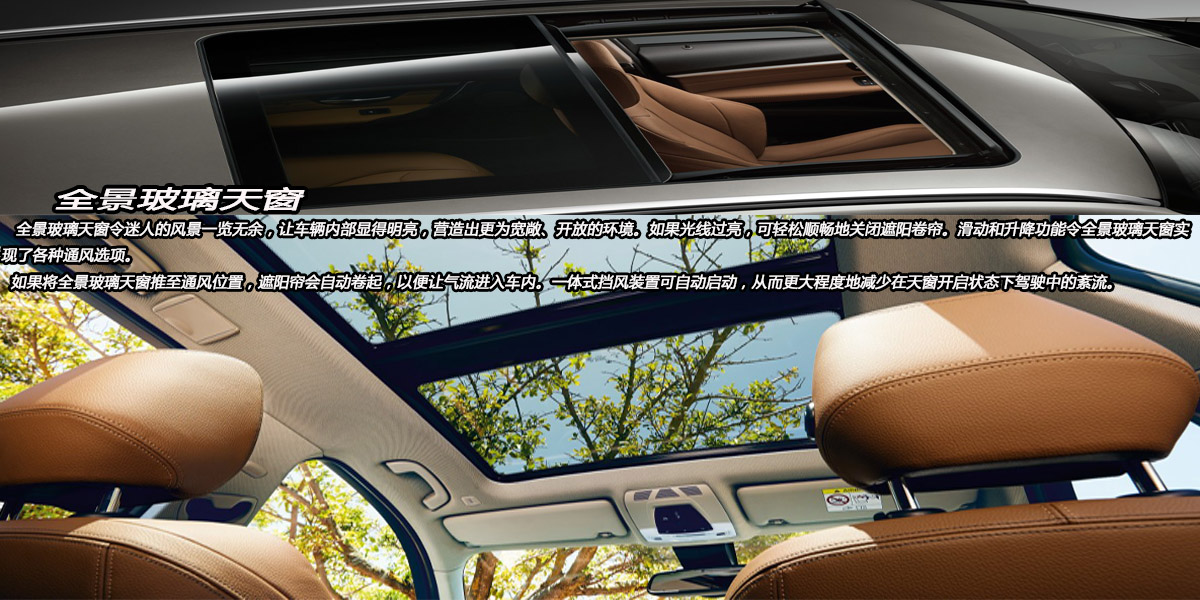 全景玻璃天窗
全景玻璃天窗令迷人的风景一览无余，让车辆内部显得明亮，营造出更为宽敞、开放的环境。如果光线过亮，可轻松顺畅地关闭遮阳卷帘。滑动和升降功能令全景玻璃天窗实
现了各种通风选项。
如果将全景玻璃天窗推至通风位置，遮阳帘会自动卷起，以便让气流进入车内。一体式挡风装置可自动启动，从而更大程度地减少在天窗开启状态下驾驶中的紊流。